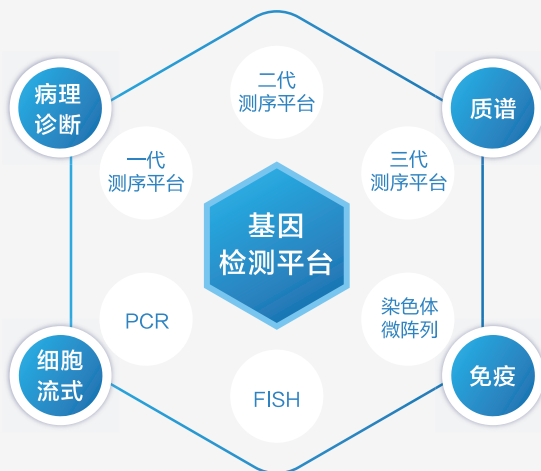 二代
测序平台
病理
诊断
质谱
一代
测序平台
三代
测序平台
基因
检测平台
PCR
染色体
微阵列
细胞
流式
FISH
免疫